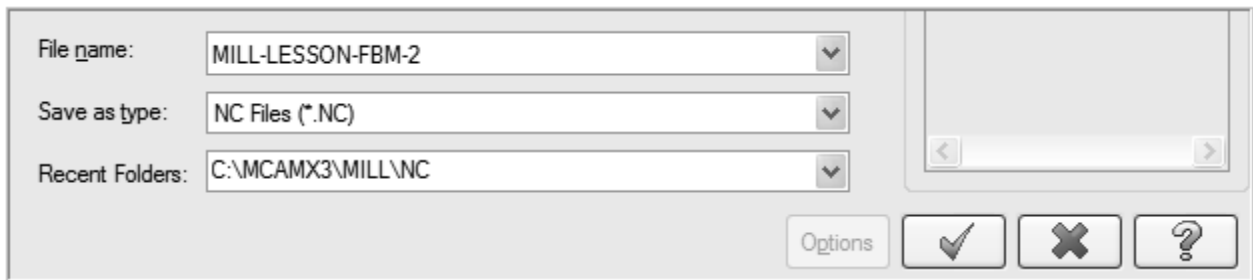 File name: MILL-LESSON-FBM-2
Save as type: NC Files (*.NC)
Recent Folders: C:\MCAMX3\MILL\NC
Options